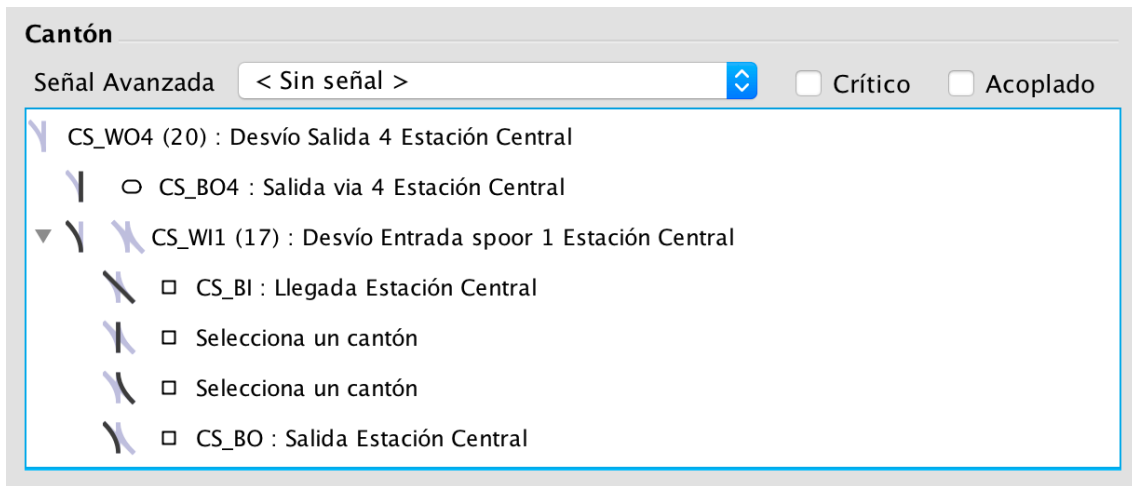 Cantón
Señal Avanzada < Sin señal > Crítico Acoplado
CS_WO4 (20) : Desvío Salida 4 Estación Central
CS_BO4 : Salida via 4 Estación Central
CS_WI1 (17) : Desvío Entrada spoor 1 Estación Central
CS_BI : Llegada Estación Central
Selecciona un cantón
Selecciona un cantón
CS_BO : Salida Estación Central